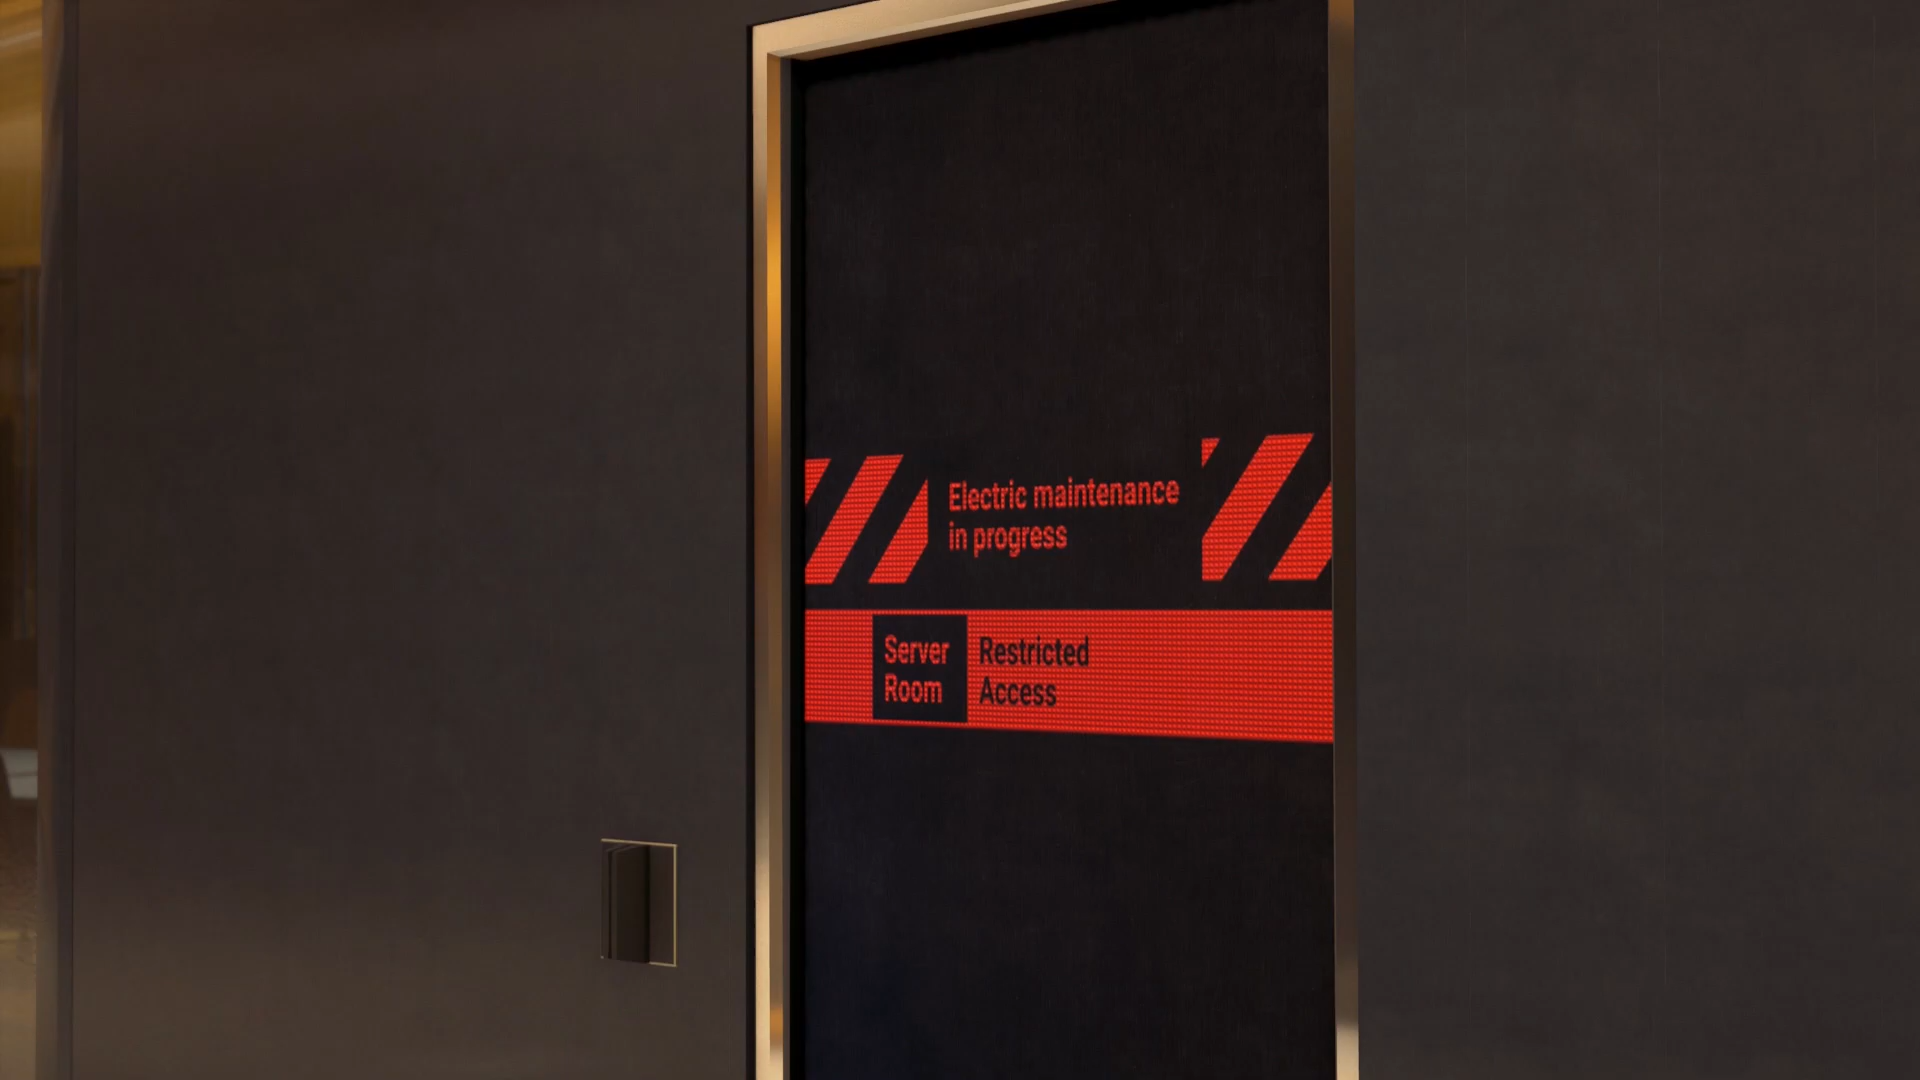 Electric maintenance
in progress
Server
Room
Restricted
Access